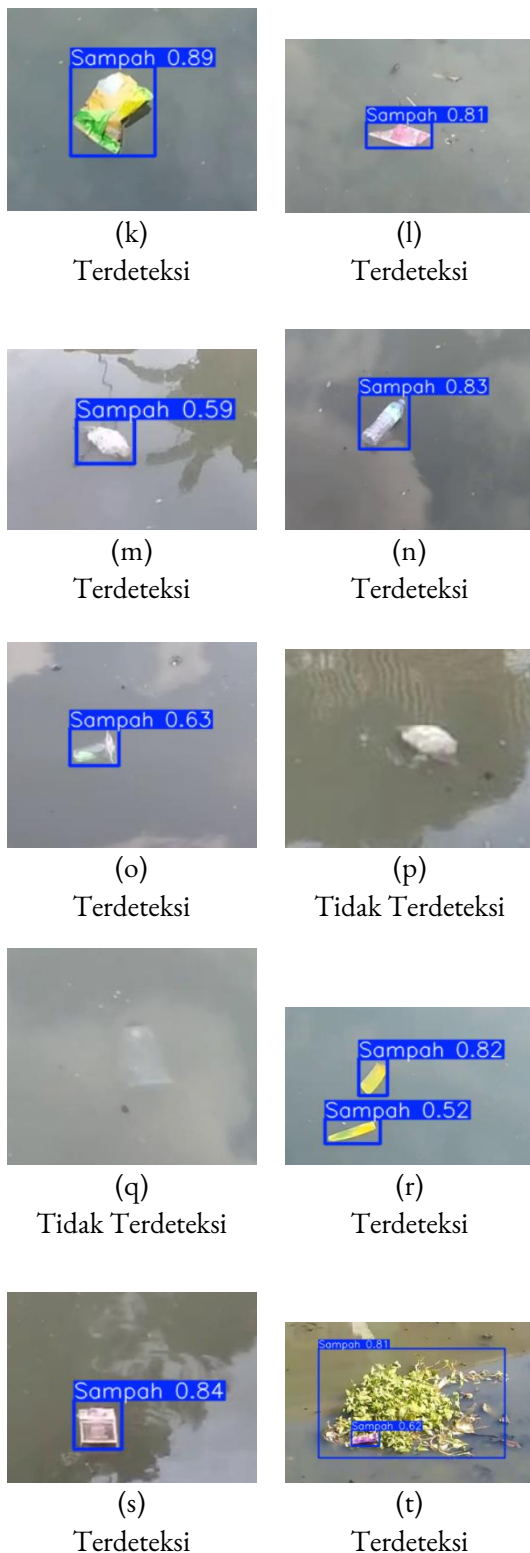 Sampah 0.89
Sampah 0.81
(k)
(l)
Terdeteksi
Terdeteksi
Sampah 0.59
Sampah 0.83
(m)
(n)
Terdeteksi
Terdeteksi
Sampah 0.63
(o)
(p)
Terdeteksi
Tidak Terdeteksi
Sampah 0.82
Sampah 0.52
(q)
(r)
Tidak Terdeteksi
Terdeteksi
Sampah 0.84
Sampah 0.81
Sampah 0.62
(s)
(t)
Terdeteksi
Terdeteksi